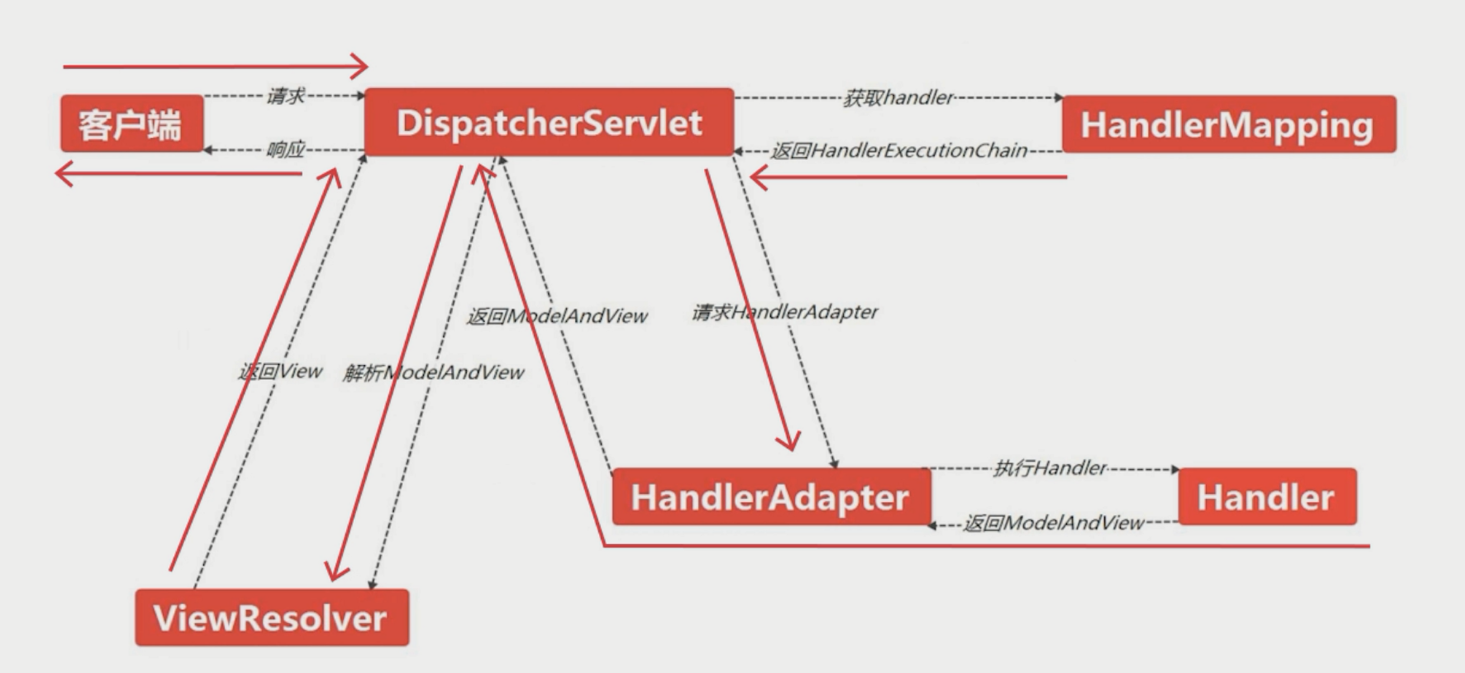 请求
获取handler
客户端
DispatcherServlet
HandlerMapping
响应
返回HandlerExecutionChain
返回ModelAndView
请求HandlerAdapter
返回View
解析ModelAndView
执行Handler
HandlerAdapter
Handler
返回ModelAndView
ViewResolver